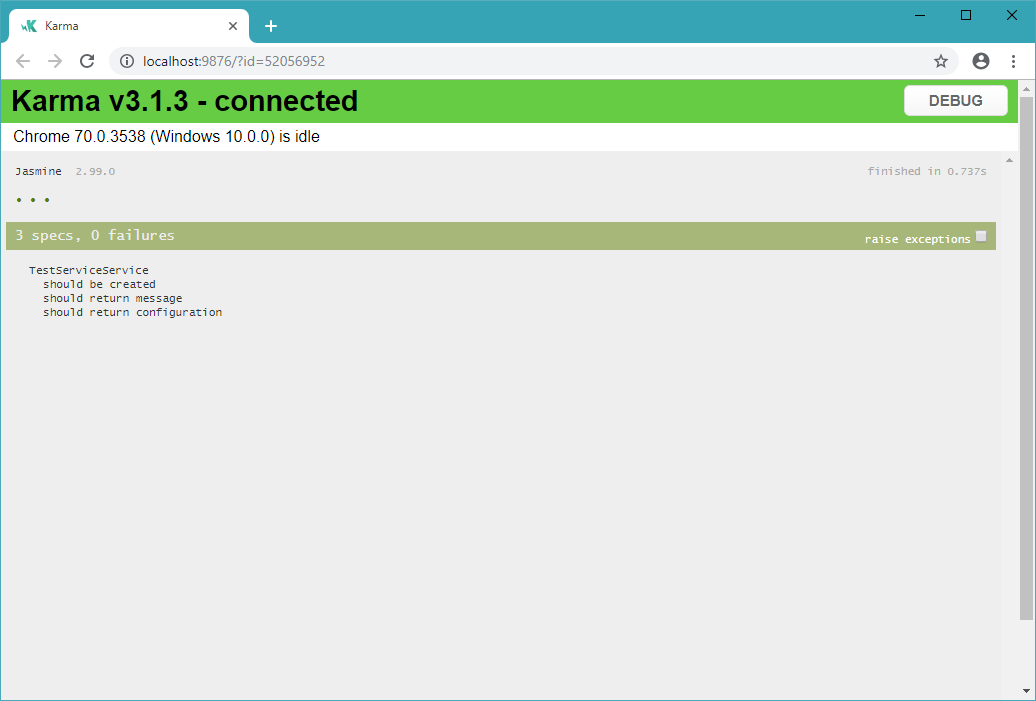 Karma
localhost:9876/?id=52056952
Karma v3.1.3 - connected
DEBUG
Chrome 70.0.3538 (Windows 10.0.0) is idle
Jasmine 2.99.0
finished in 0.737s
3 specs, 0 failures
raise exceptions
TestServiceService
should be created
should return message
should return configuration